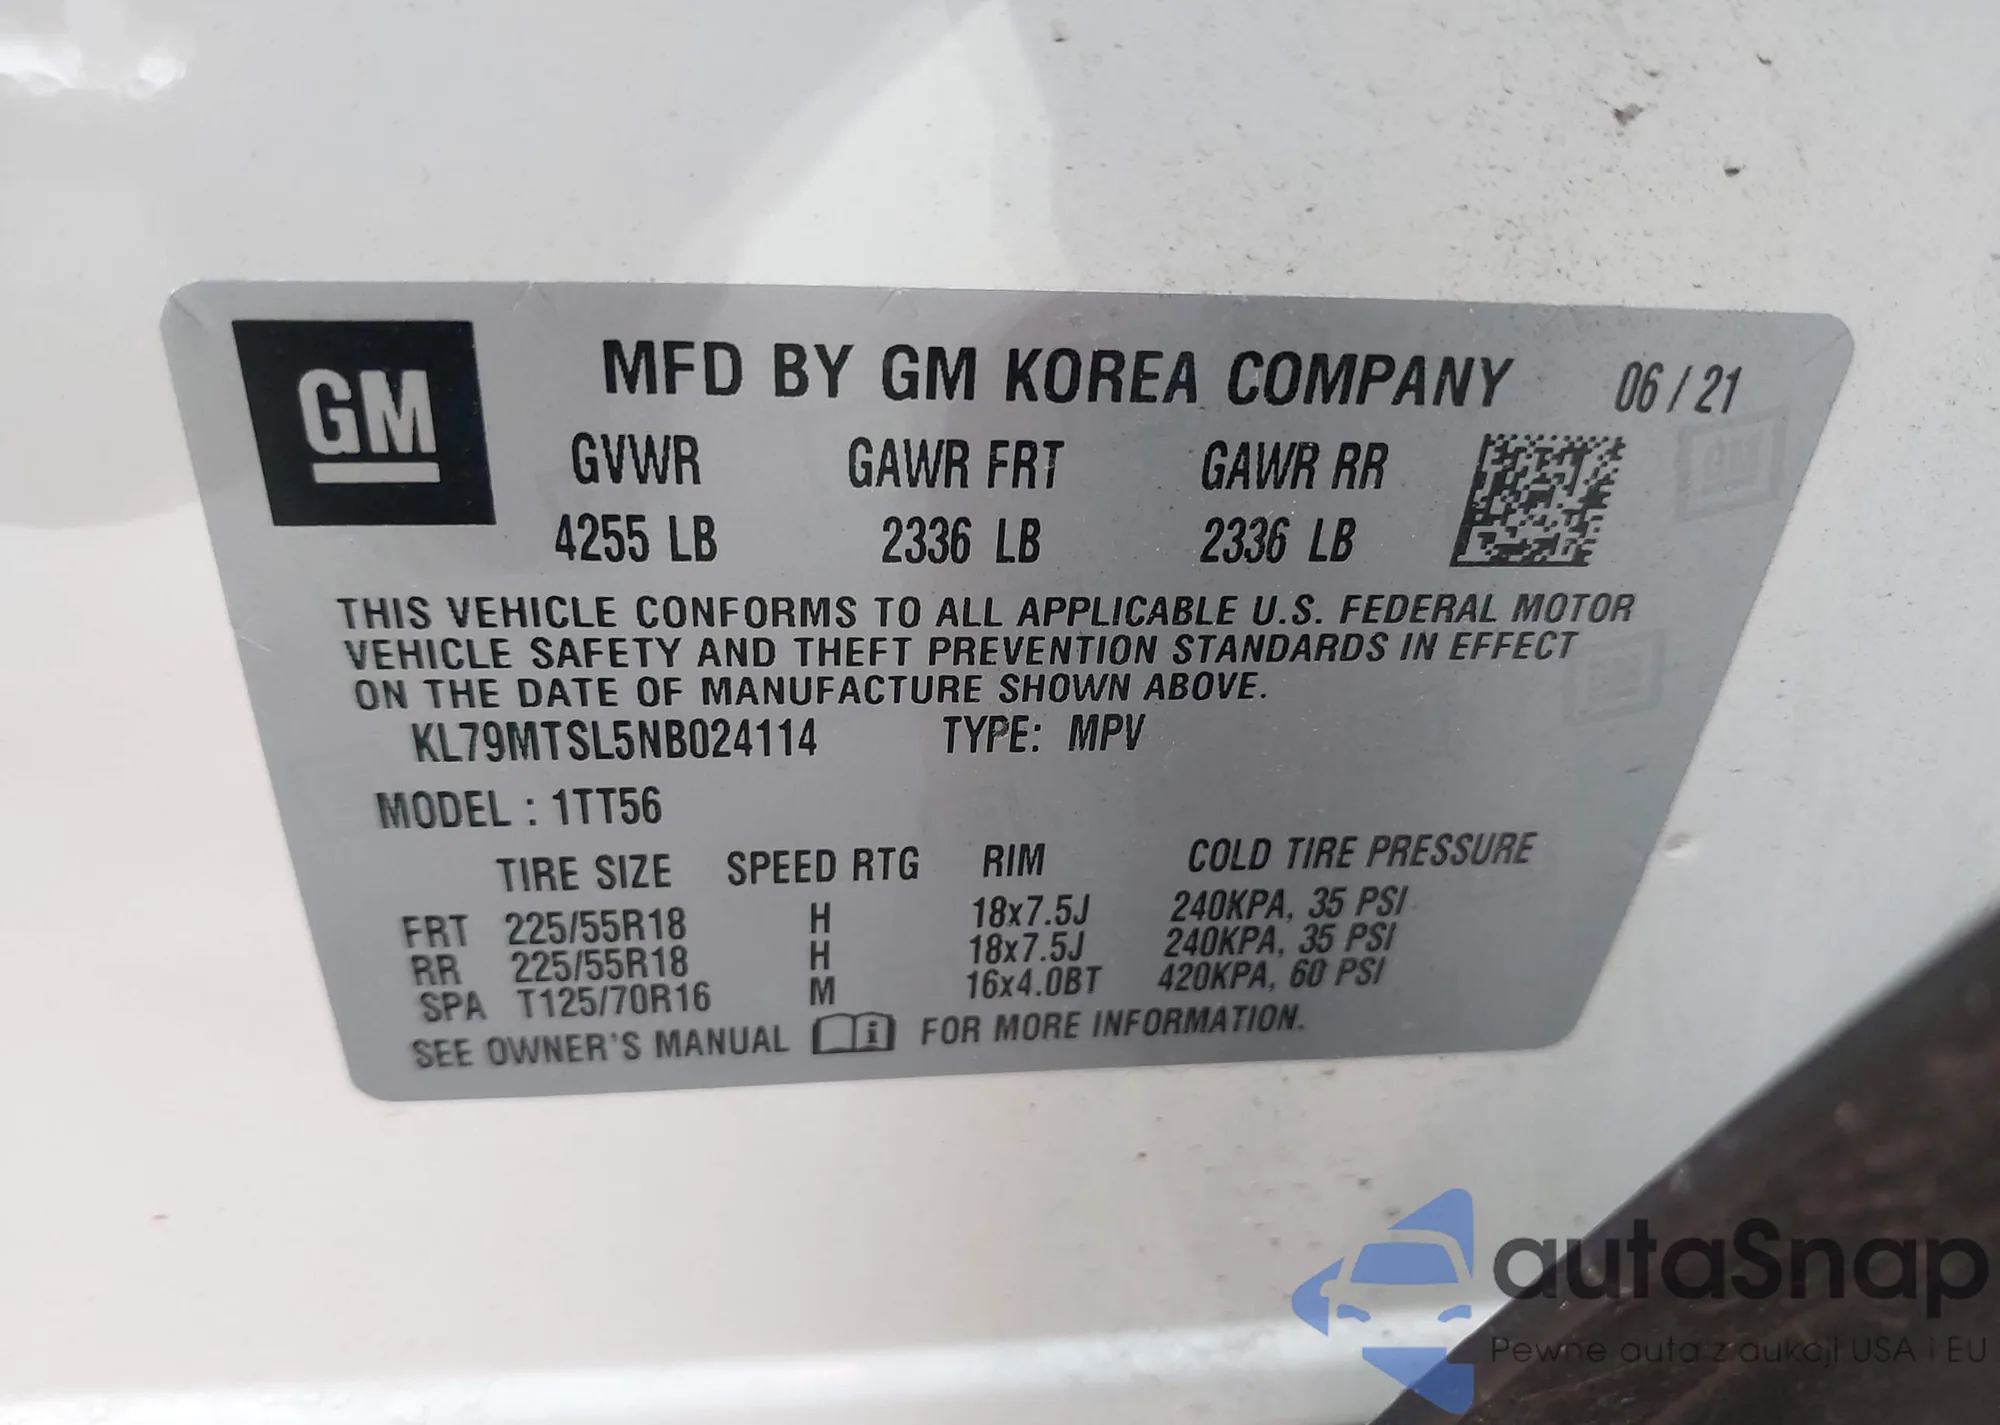 GM
MFD BY GM KOREA COMPANY 06/21
GVWR GAWR FRT GAWR RR
4255 LB 2336 LB 2336 LB
THIS VEHICLE CONFORMS TO ALL APPLICABLE U.S. FEDERAL MOTOR
VEHICLE SAFETY AND THEFT PREVENTION STANDARDS IN EFFECT
ON THE DATE OF MANUFACTURE SHOWN ABOVE.
KL79MTSL5NB024114 TYPE: MPV
MODEL : 1TT56
TIRE SIZE SPEED RTG RIM COLD TIRE PRESSURE
FRT 225/55R18 H 18x7.5J 240KPA, 35 PSI
RR 225/55R18 H 18x7.5J 240KPA, 35 PSI
SPA T125/70R16 M 16x4.0BT 420KPA, 60 PSI
SEE OWNER'S MANUAL i FOR MORE INFORMATION.
autaSnap
Pewne auta z aukcji USA i EU